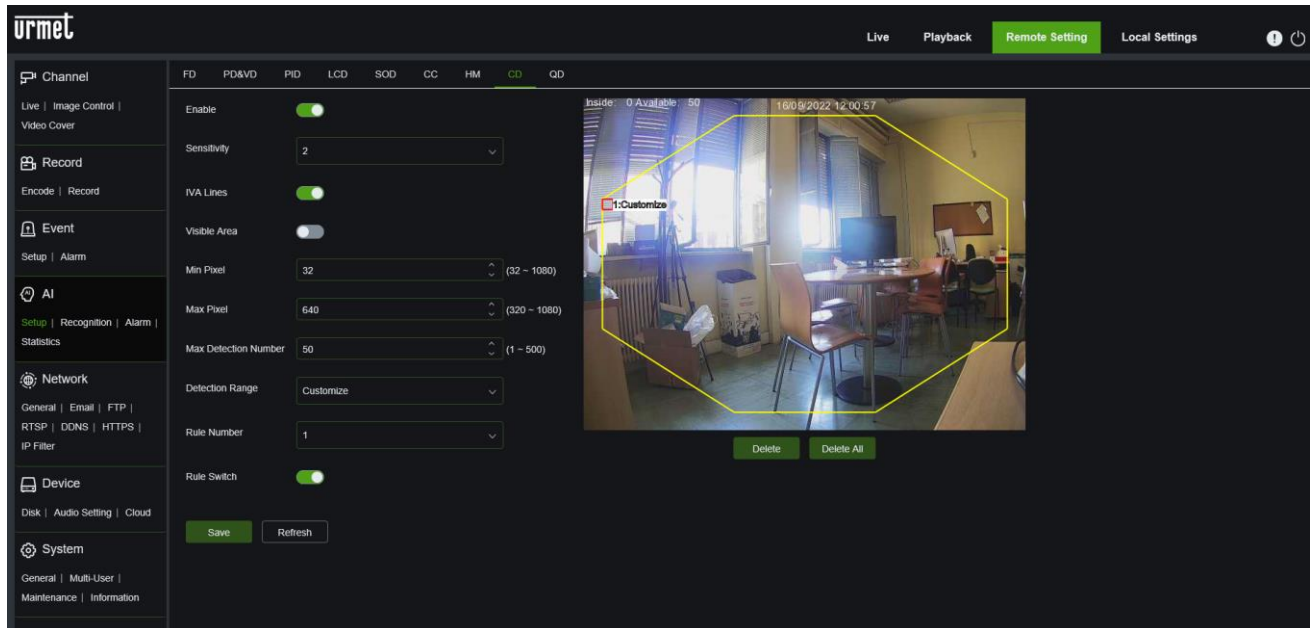 urmet
Live Playback Remote Setting Local Settings
Channel
Live | Image Control |
Video Cover
Record
Encode | Record
Event
Setup | Alarm
AI
Setup | Recognition | Alarm |
Statistics
Network
General | Email | FTP |
RTSP | DDNS | HTTPS |
IP Filter
Device
Disk | Audio Setting | Cloud
System
General | Multi-User |
Maintenance | Information
FD PD&VD PID LCD SOD CC HM CD QD
Enable
Sensitivity 2
IVA Lines
Visible Area
Min Pixel 32 (32 ~ 1080)
Max Pixel 640 (320 ~ 1080)
Max Detection Number 50 (1 ~ 500)
Detection Range Customize
Rule Number 1
Rule Switch
Save Refresh
Inside: 0 Available: 50 16/09/2022 12:00:57
1:Customize
Delete Delete All